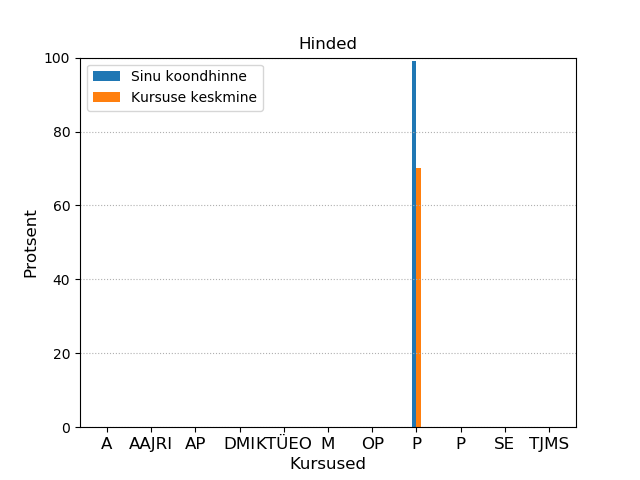 Hinded
Sinu koondhinne
Kursuse keskmine
100
80
60
40
20
0
Protsent
A AAJRI AP DMIKTÜEO M OP P P SE TJMS
Kursused